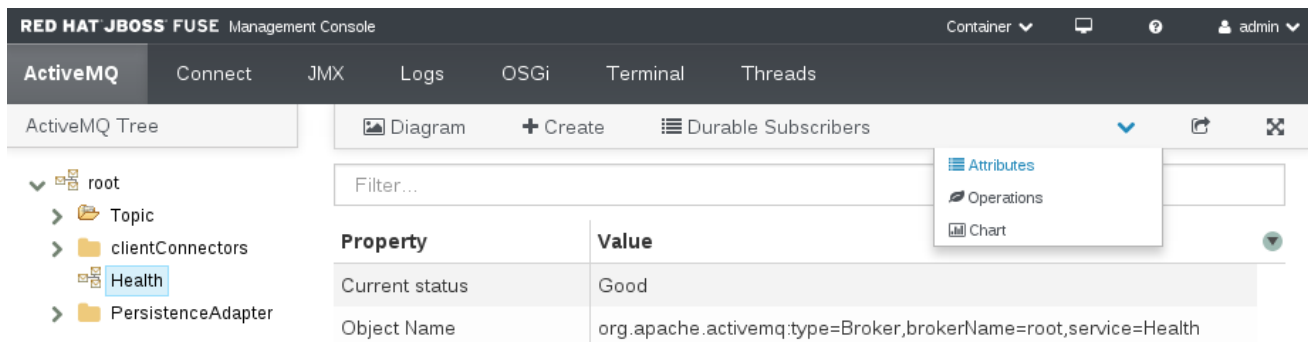 RED HAT JBOSS FUSE Management Console Container admin
ActiveMQ Connect JMX Logs OSGi Terminal Threads
ActiveMQ Tree Diagram Create Durable Subscribers
Attributes
Operations
Chart
root
Topic
clientConnectors
Health
PersistenceAdapter
Filter...
Property Value
Current status Good
Object Name org.apache.activemq:type=Broker,brokerName=root,service=Health